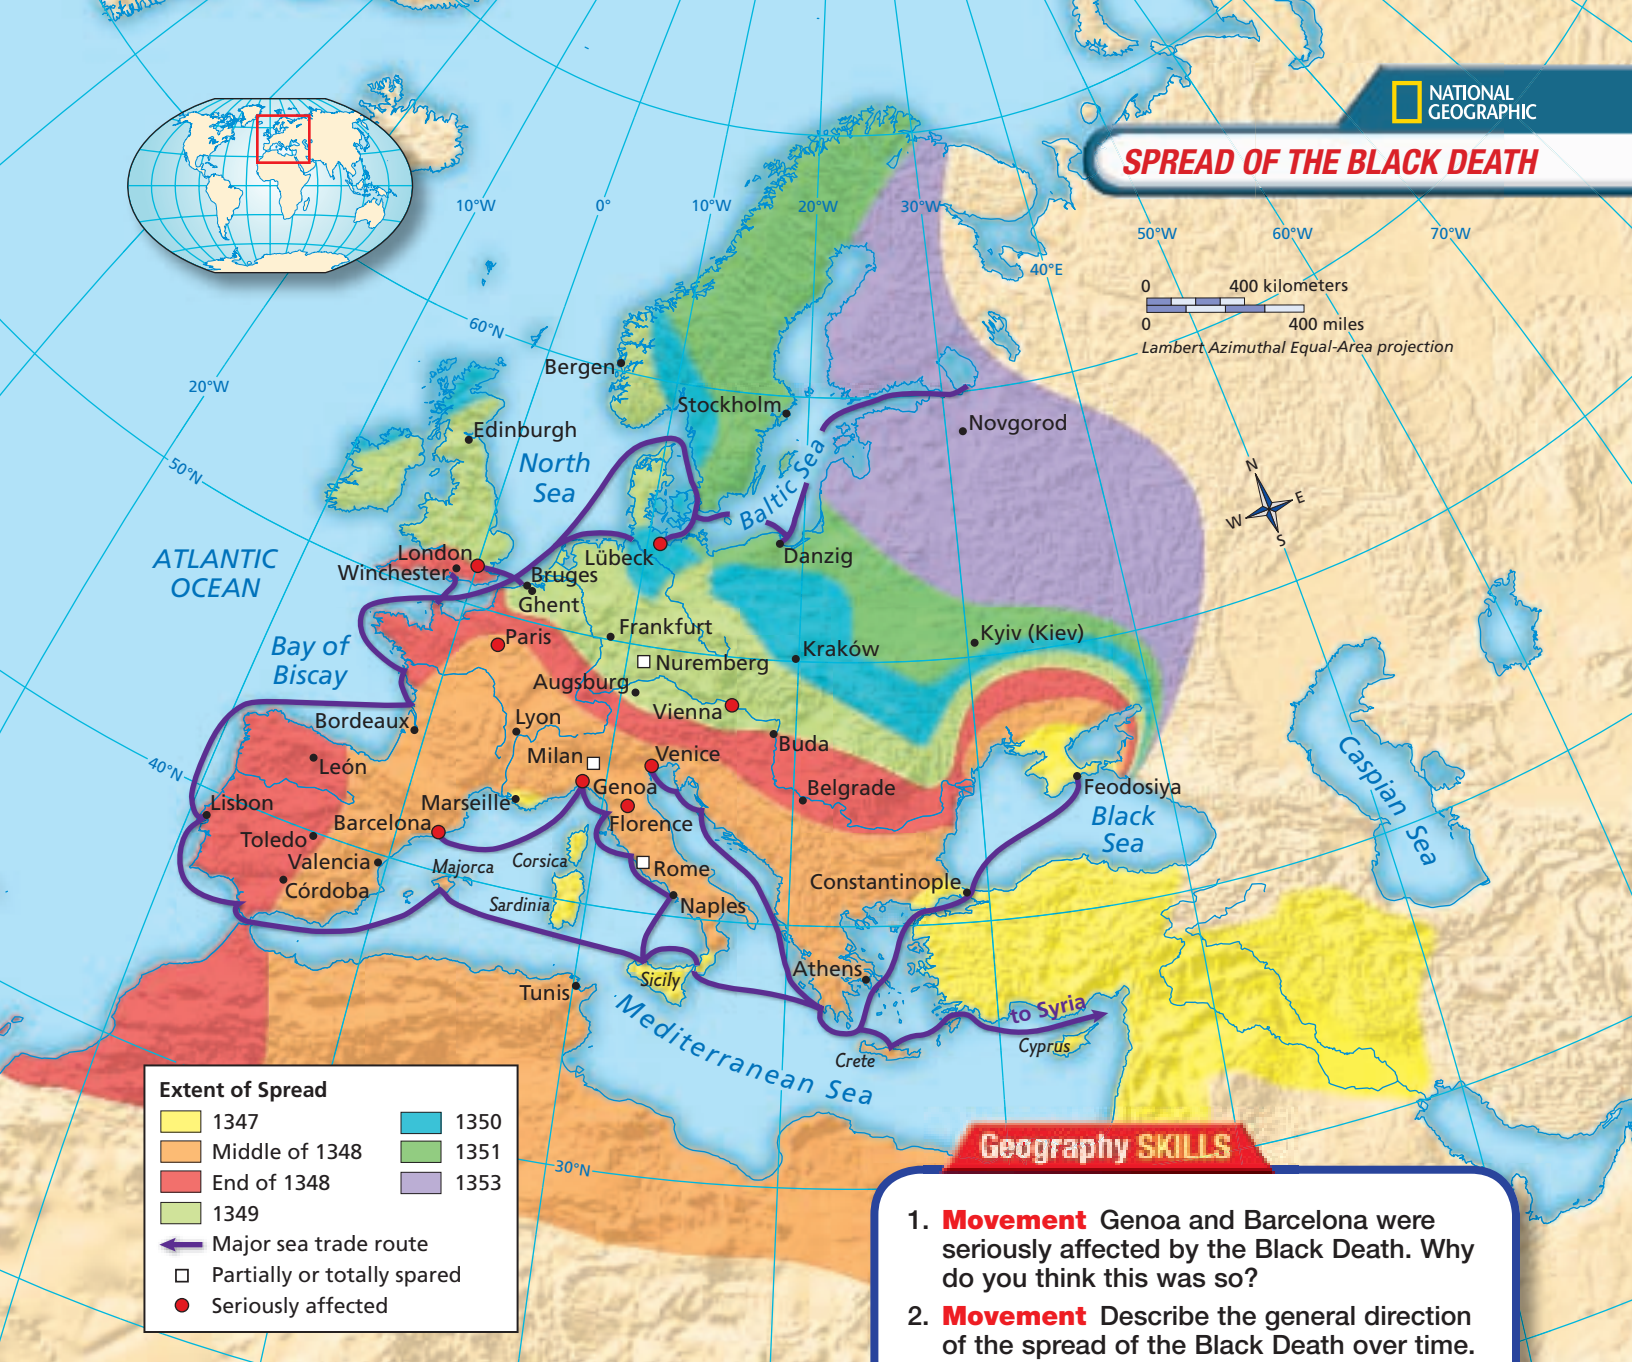 NATIONAL
GEOGRAPHIC
SPREAD OF THE BLACK DEATH
10°W
0°
10°W
20°W
30°W
50°W
60°W
70°W
40°E
0 400 kilometers
0 400 miles
Lambert Azimuthal Equal-Area projection
60°N
20°W
50°N
40°N
30°N
N
E
W
S
Bergen
Stockholm
Novgorod
Edinburgh
North
Sea
Baltic Sea
ATLANTIC
OCEAN
London
Winchester
Lübeck
Danzig
Bruges
Ghent
Bay of
Biscay
Paris
Frankfurt
Kraków
Kyiv (Kiev)
Nuremberg
Augsburg
Vienna
Bordeaux
Lyon
Milan
Venice
Buda
León
Genoa
Belgrade
Feodosiya
Caspian Sea
Lisbon
Marseille
Barcelona
Florence
Black
Sea
Toledo
Valencia
Majorca
Corsica
Rome
Córdoba
Sardinia
Naples
Constantinople
Tunis
Sicily
Athens
Mediterranean Sea
to Syria
Crete
Cyprus
Extent of Spread
1347
Middle of 1348
End of 1348
1349
1350
1351
1353
Major sea trade route
Partially or totally spared
Seriously affected
Geography SKILLS
1. Movement Genoa and Barcelona were
seriously affected by the Black Death. Why
do you think this was so?
2. Movement Describe the general direction
of the spread of the Black Death over time.